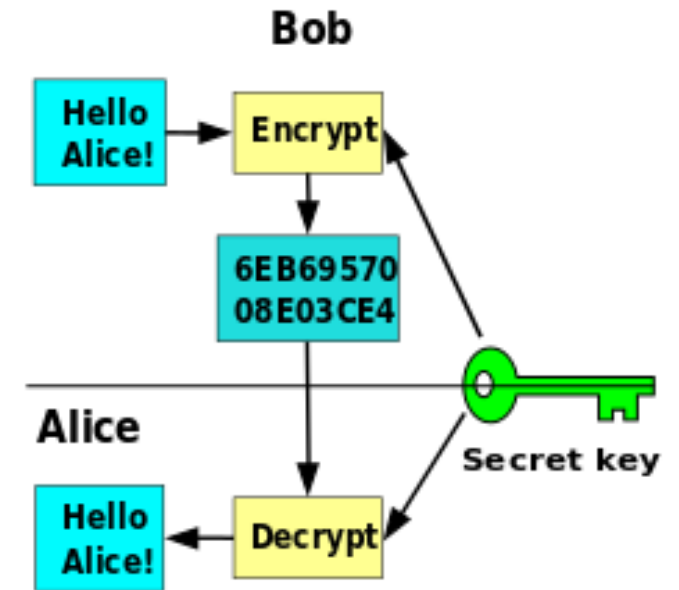 Bob
Hello
Alice!
Encrypt
6EB69570
08E03CE4
Alice
Secret key
Hello
Alice!
Decrypt